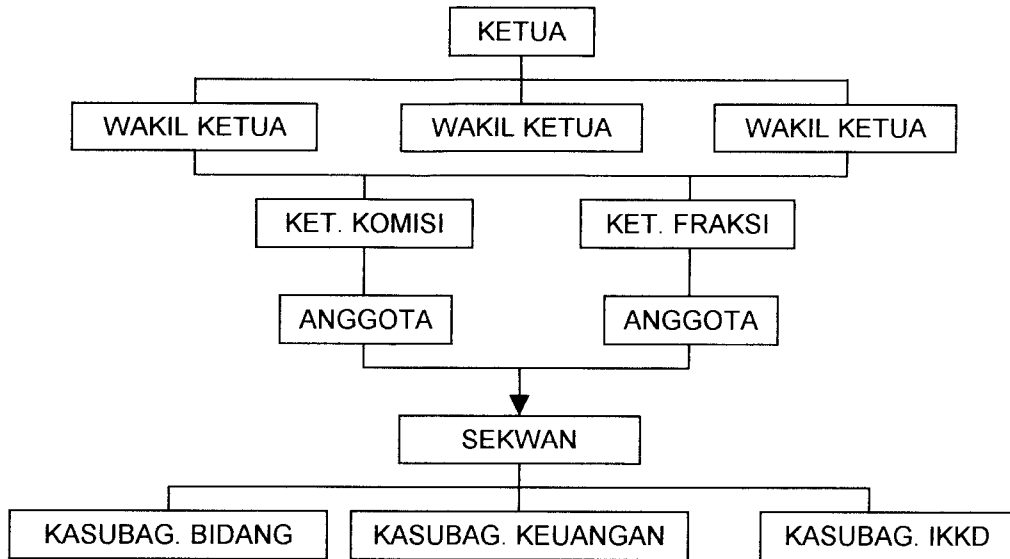 KETUA
WAKIL KETUA
WAKIL KETUA
WAKIL KETUA
KET. KOMISI
KET. FRAKSI
ANGGOTA
ANGGOTA
SEKWAN
KASUBAG. BIDANG
KASUBAG. KEUANGAN
KASUBAG. IKKD